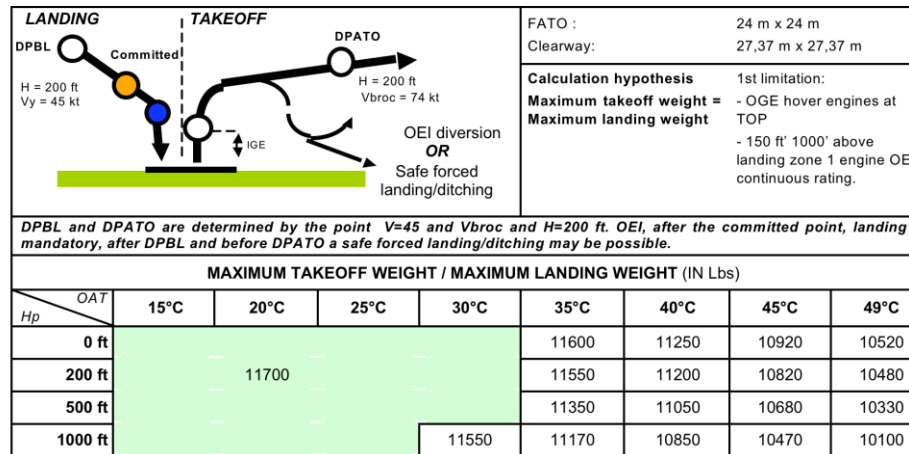 LANDING TAKEOFF
DPBL
Committed
DPATO
H = 200 ft
Vy = 45 kt
H = 200 ft
Vbroc = 74 kt
IGE
OEI diversion
OR
Safe forced
landing/ditching
FATO : 24 m x 24 m
Clearway: 27,37 m x 27,37 m
Calculation hypothesis 1st limitation:
Maximum takeoff weight = - OGE hover engines at
Maximum landing weight TOP
- 150 ft' 1000' above
landing zone 1 engine OE
continuous rating.
DPBL and DPATO are determined by the point V=45 and Vbroc and H=200 ft. OEI, after the committed point, landing
mandatory, after DPBL and before DPATO a safe forced landing/ditching may be possible.
MAXIMUM TAKEOFF WEIGHT / MAXIMUM LANDING WEIGHT (IN Lbs)
OAT
Hp 15°C 20°C 25°C 30°C 35°C 40°C 45°C 49°C
0 ft 11600 11250 10920 10520
200 ft 11700 11550 11200 10820 10480
500 ft 11350 11050 10680 10330
1000 ft 11550 11170 10850 10470 10100